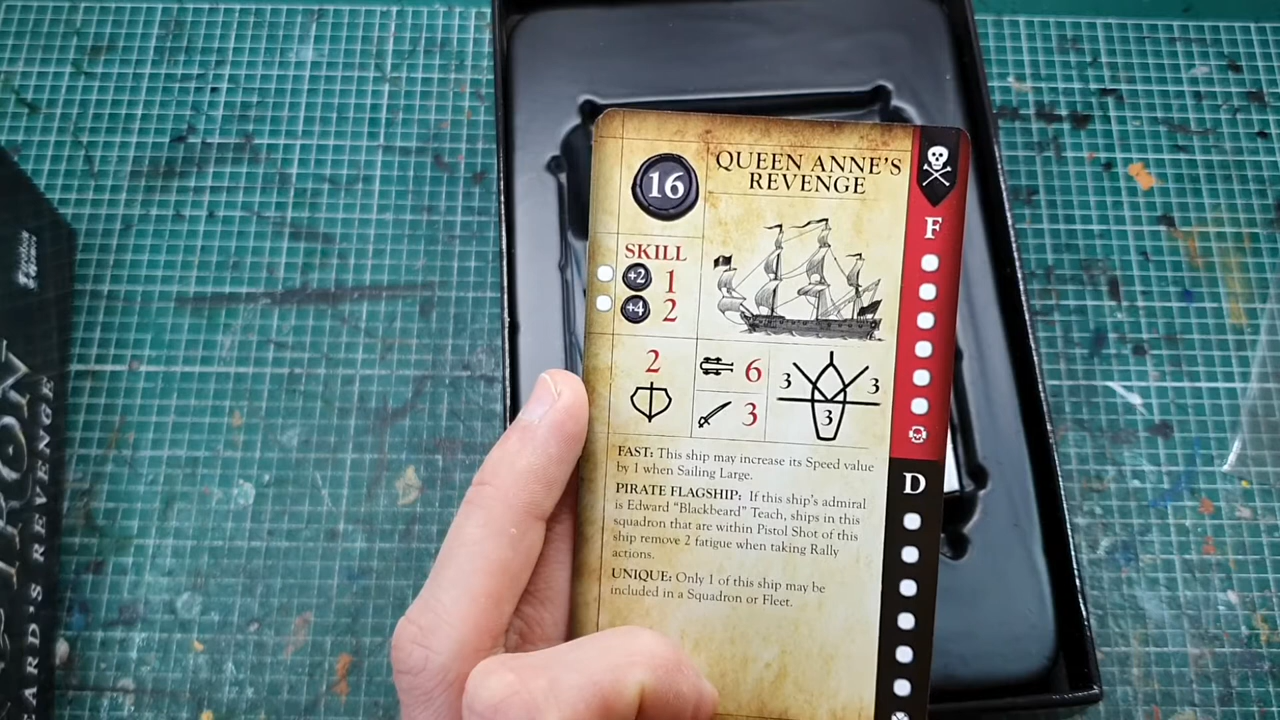 16
QUEEN ANNE'S
REVENGE
SKILL
+2 1
+4 2
2
6
3
3
3
3
FAST: This ship may increase its Speed value
by 1 when Sailing Large.
PIRATE FLAGSHIP: If this ship's admiral
is Edward "Blackbeard" Teach, ships in this
squadron that are within Pistol Shot of this
ship remove 2 fatigue when taking Rally
actions.
UNIQUE: Only 1 of this ship may be
included in a Squadron or Fleet.
F
D
EARD'S REVENGE